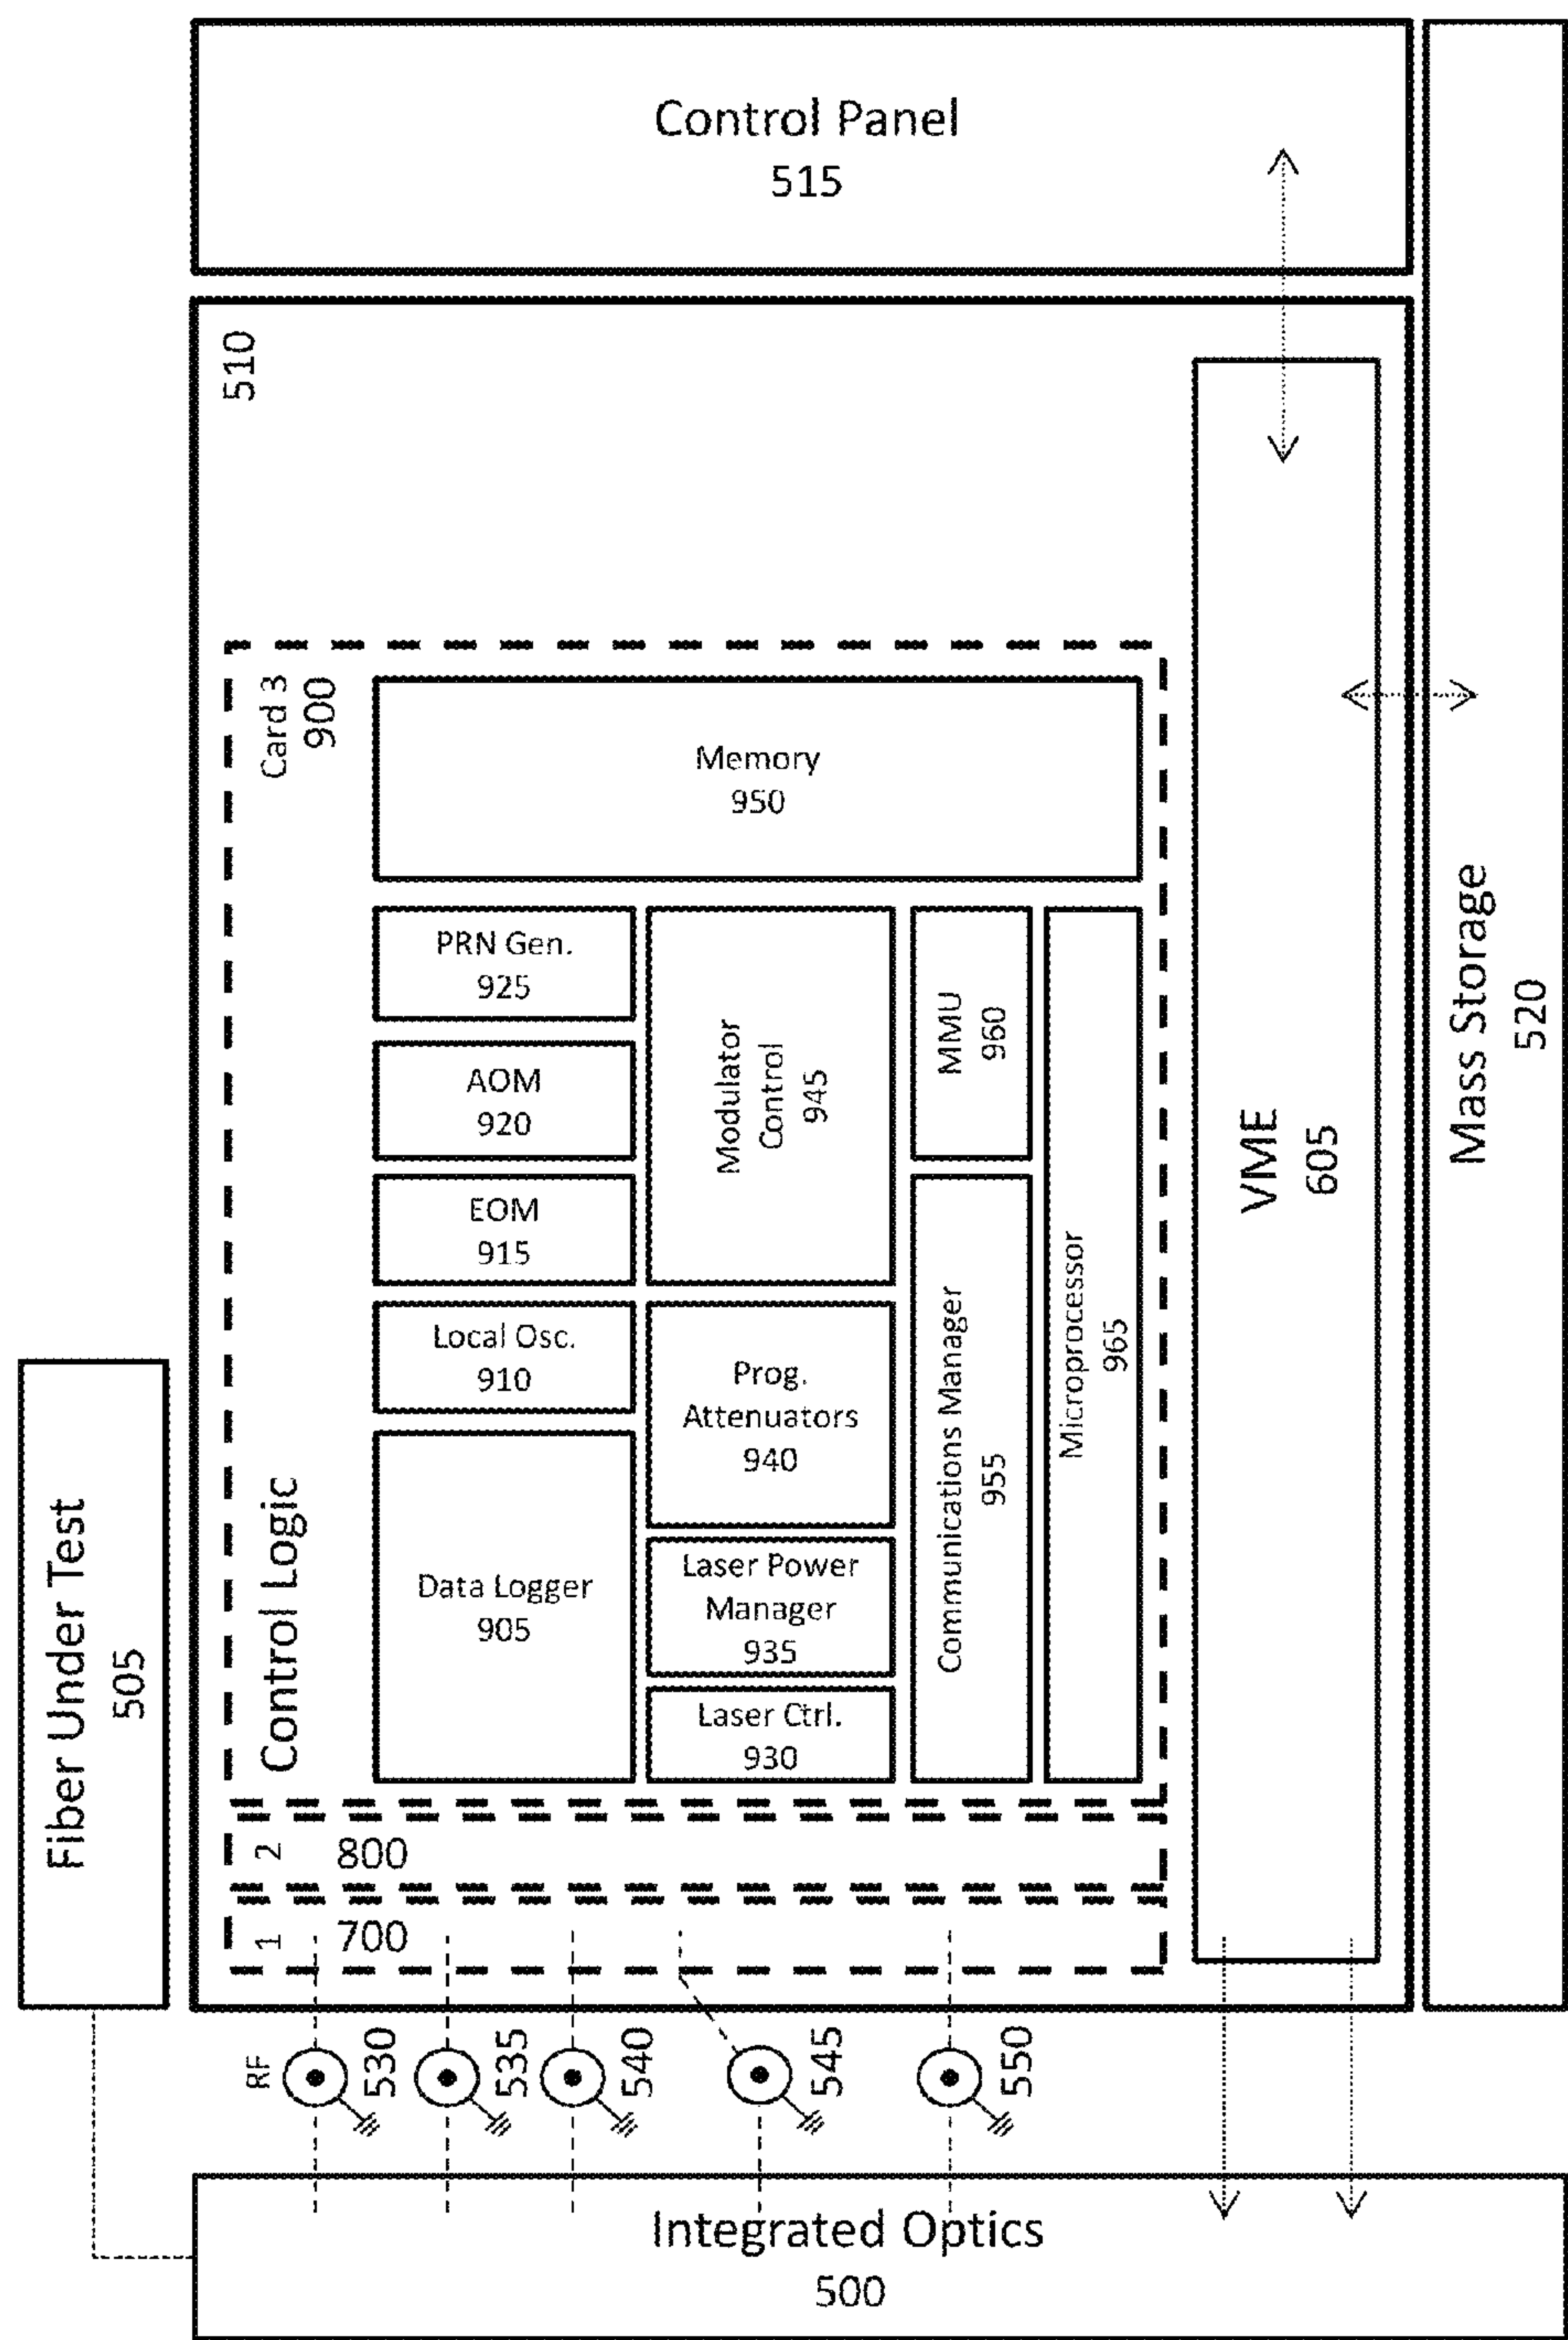 Control Panel
515
510
Card 3
900
Memory
950
PRN Gen.
925
AOM
920
EOM
915
Local Osc.
910
Data Logger
905
Modulator
Control
945
Prog.
Attenuators
940
Laser Power
Manager
935
Laser Ctrl.
930
MMU
960
Communications Manager
955
Microprocessor
965
Control Logic
2
800
1
700
VME
605
Mass Storage
520
Fiber Under Test
505
RF
530
535
540
545
550
Integrated Optics
500